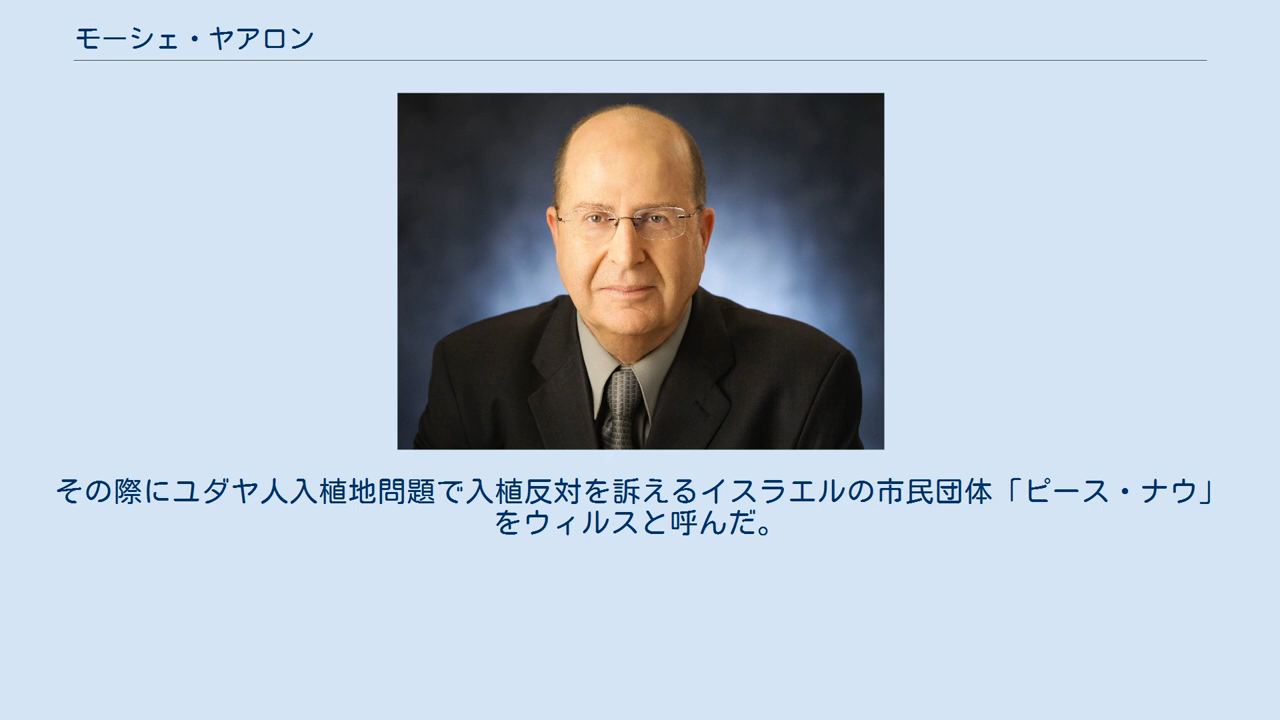 モーシェ・ヤアロン
その際にユダヤ人入植地問題で入植反対を訴えるイスラエルの市民団体「ピース・ナウ」
をウィルスと呼んだ。